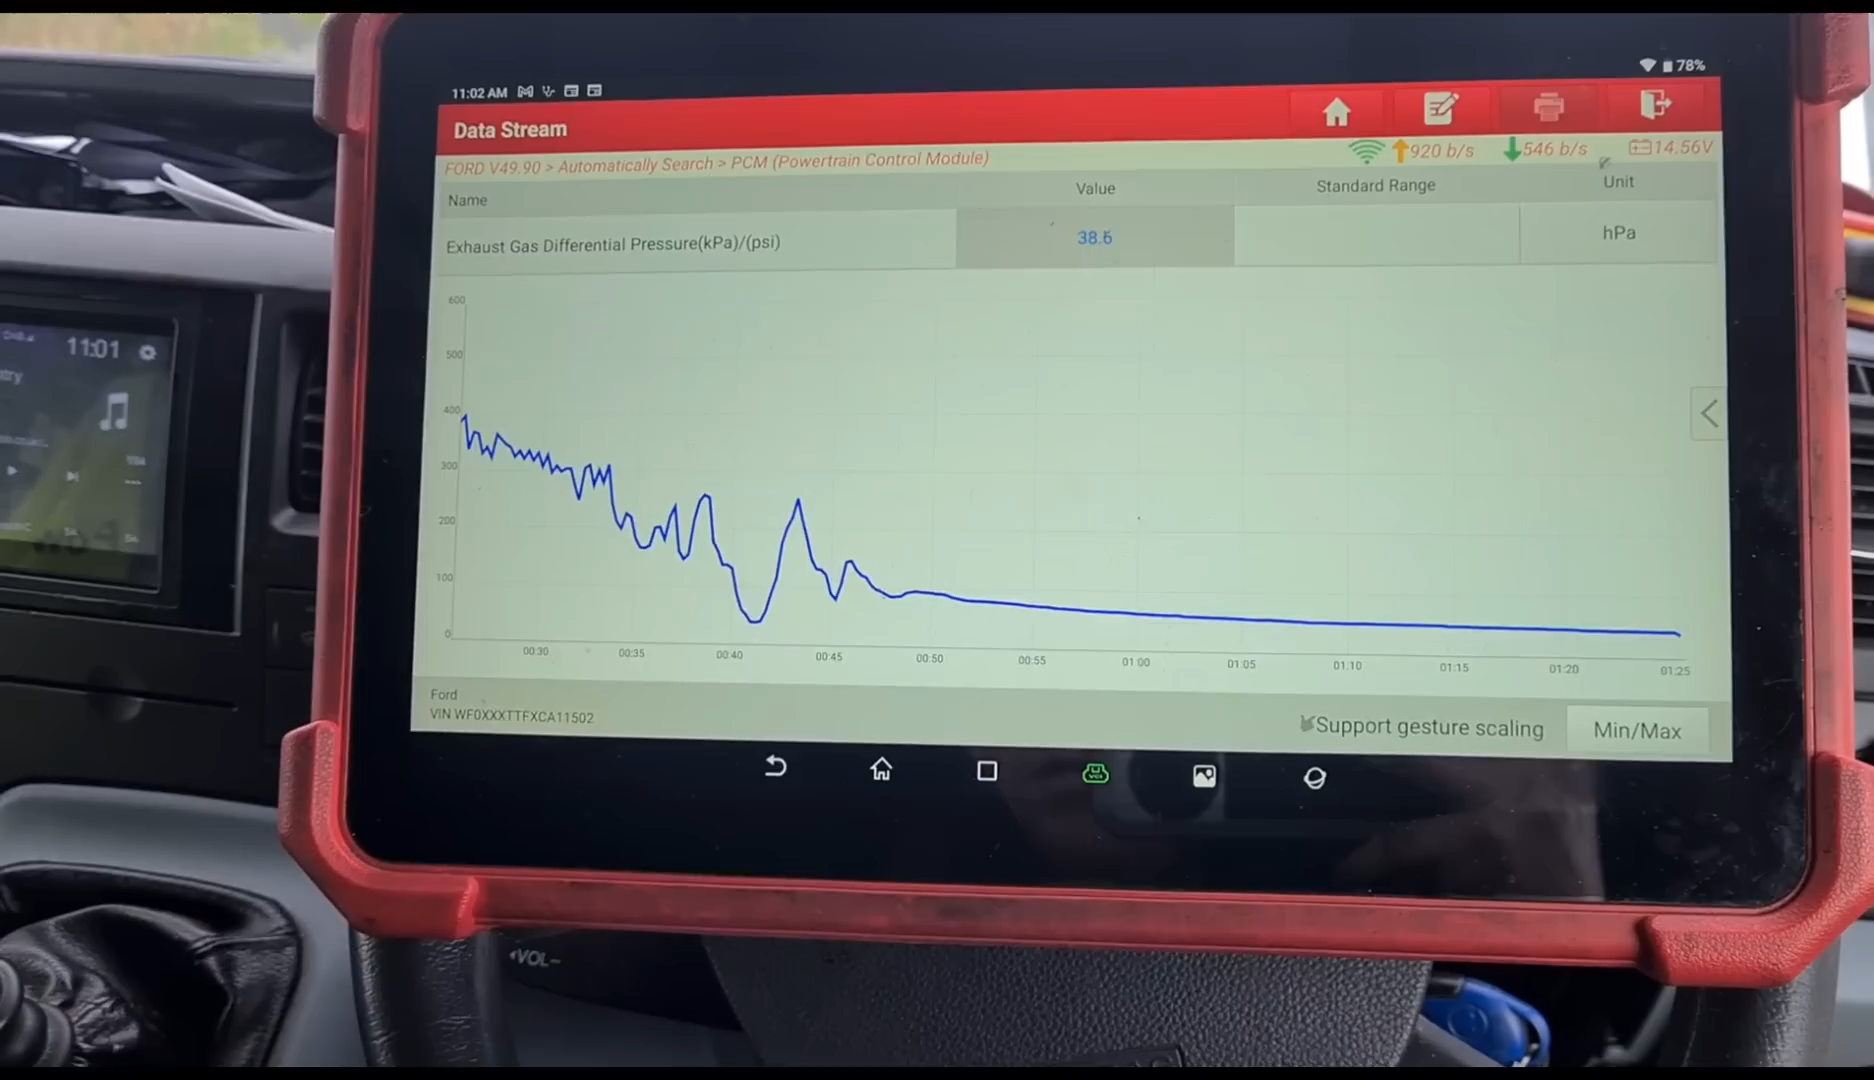 78%
11:02 AM
Data Stream
FORD V49.90 > Automatically Search > PCM (Powertrain Control Module)
920 b/s
546 b/s
14.56V
Name
Value
Standard Range
Unit
Exhaust Gas Differential Pressure(kPa)/(psi)
38.6
hPa
600
500
400
300
200
100
0
00:30
00:35
00:40
00:45
00:50
00:55
01:00
01:05
01:10
01:15
01:20
01:25
Ford
VIN WF0XXXTTFXCA11502
Support gesture scaling
Min/Max
11:01
VOL-